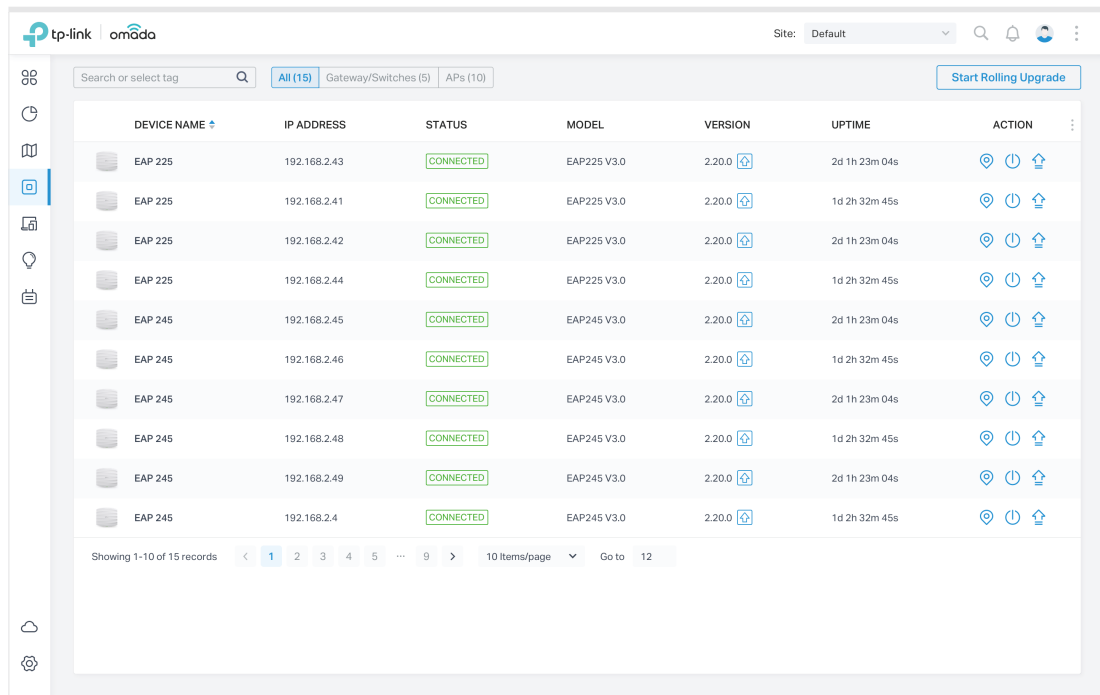 tp-link omada Site: Default
Search or select tag All (15) Gateway/Switches (5) APs (10) Start Rolling Upgrade
DEVICE NAME IP ADDRESS STATUS MODEL VERSION UPTIME ACTION
EAP 225 192.168.2.43 CONNECTED EAP225 V3.0 2.20.0 2d 1h 23m 04s
EAP 225 192.168.2.41 CONNECTED EAP225 V3.0 2.20.0 1d 2h 32m 45s
EAP 225 192.168.2.42 CONNECTED EAP225 V3.0 2.20.0 2d 1h 23m 04s
EAP 225 192.168.2.44 CONNECTED EAP225 V3.0 2.20.0 1d 2h 32m 45s
EAP 245 192.168.2.45 CONNECTED EAP245 V3.0 2.20.0 2d 1h 23m 04s
EAP 245 192.168.2.46 CONNECTED EAP245 V3.0 2.20.0 1d 2h 32m 45s
EAP 245 192.168.2.47 CONNECTED EAP245 V3.0 2.20.0 2d 1h 23m 04s
EAP 245 192.168.2.48 CONNECTED EAP245 V3.0 2.20.0 1d 2h 32m 45s
EAP 245 192.168.2.49 CONNECTED EAP245 V3.0 2.20.0 2d 1h 23m 04s
EAP 245 192.168.2.4 CONNECTED EAP245 V3.0 2.20.0 1d 2h 32m 45s
Showing 1-10 of 15 records < 1 2 3 4 5 ... 9 > 10 Items/page Go to 12